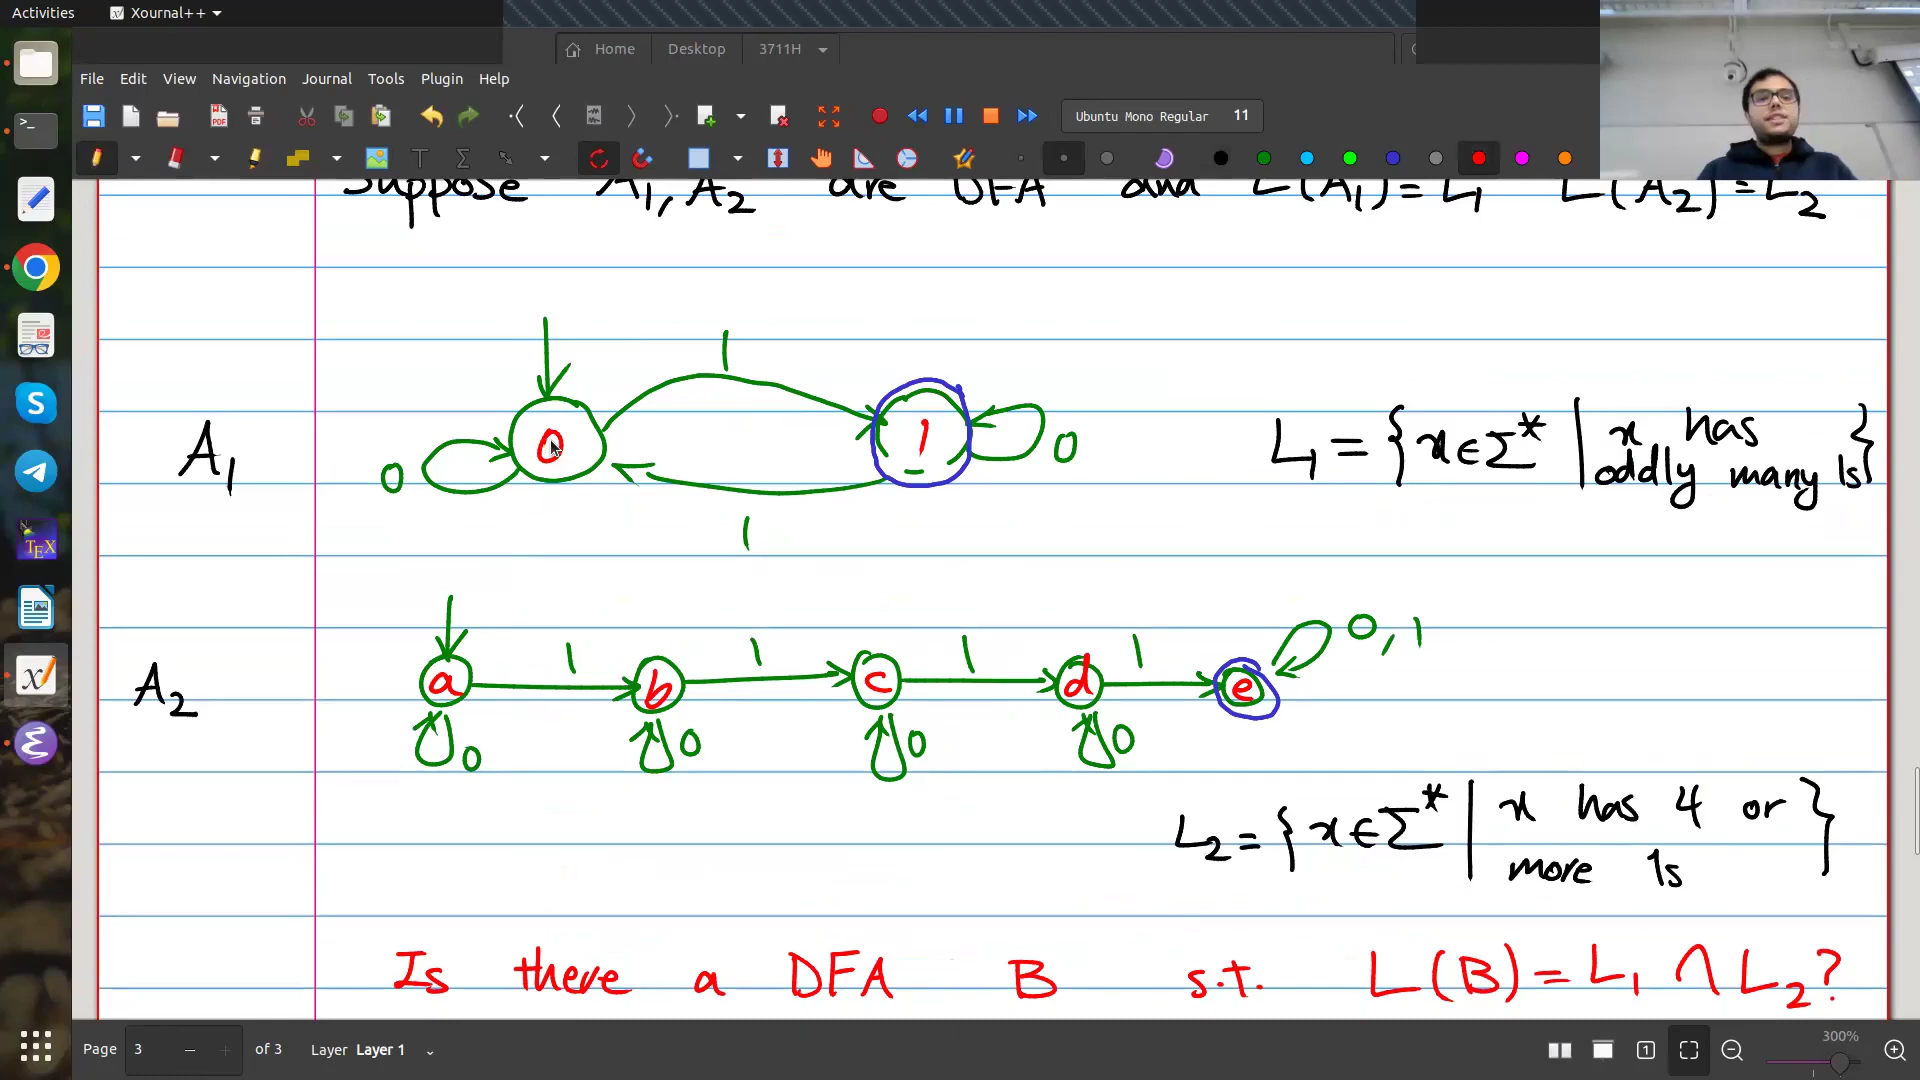 Activities Xournal++
Home Desktop 3711H
File Edit View Navigation Journal Tools Plugin Help
Ubuntu Mono Regular 11
Suppose A₁, A₂ are DFA and L(A₁)=L₁ L(A₂)=L₂
1
A₁ 0 0 1 0 L₁ = {x∈Σ* | x has oddly many 1s}
1
0, 1
1 1 1 1
A₂ a b c d e
0 0 0 0
L₂ = {x∈Σ* | x has 4 or more 1s}
Is there a DFA B s.t. L(B) = L₁ ∩ L₂?
Page 3 of 3 Layer Layer 1 300%